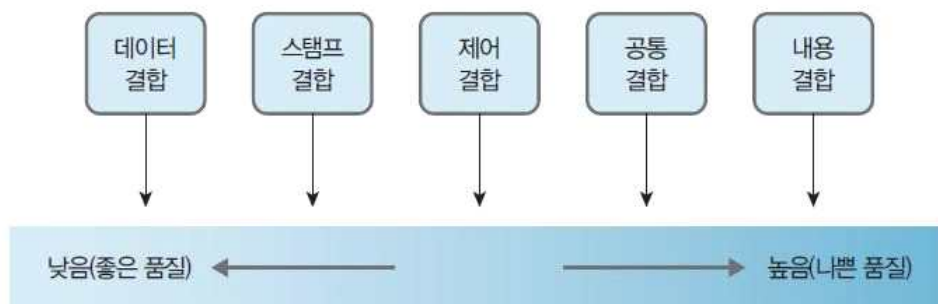 데이터
결합
스탬프
결합
제어
결합
공통
결합
내용
결합
낮음(좋은 품질)
높음(나쁜 품질)